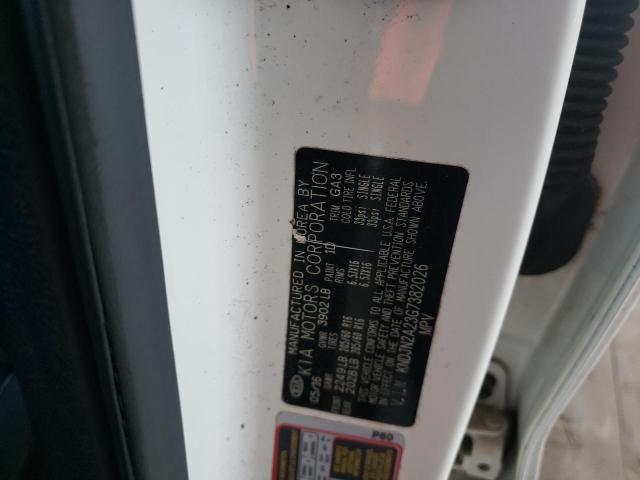 MANUFACTURED IN KOREA BY
KIA MOTORS CORPORATION
05/16 GVWR 3902LB PAINT 1D TRIM GA3
RIMS COLD TIRE INFL
2249LB 205/60 R16 6.5JX16 33psi SINGLE
2028LB 205/60 R16 6.5JX16 33psi SINGLE
THIS VEHICLE CONFORMS TO ALL APPLICABLE U.S.A. FEDERAL
MOTOR VEHICLE SAFETY AND THEFT PREVENTION STANDARDS
IN EFFECT ON THE DATE OF MANUFACTURE SHOWN ABOVE.
V.I.N KNDJN2A23G7382026
MPV
P60